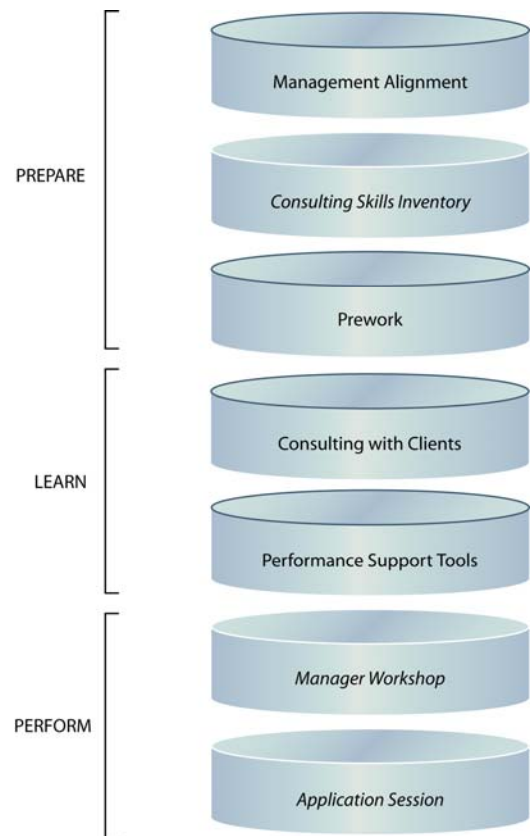 PREPARE
Management Alignment
Consulting Skills Inventory
Prework
LEARN
Consulting with Clients
Performance Support Tools
PERFORM
Manager Workshop
Application Session